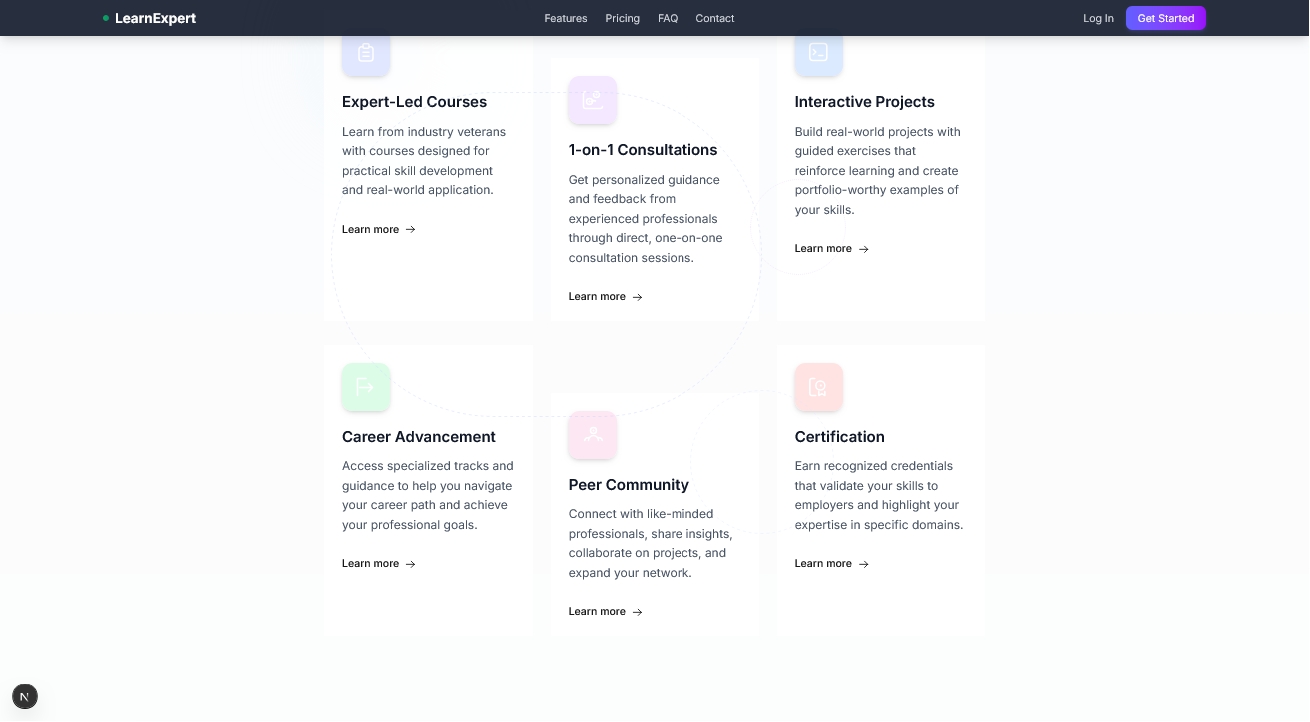 LearnExpert
Features
Pricing
FAQ
Contact
Log In
Get Started
Expert-Led Courses
Learn from industry veterans
with courses designed for
practical skill development
and real-world application.
Learn more
1-on-1 Consultations
Get personalized guidance
and feedback from
experienced professionals
through direct, one-on-one
consultation sessions.
Learn more
Interactive Projects
Build real-world projects with
guided exercises that
reinforce learning and create
portfolio-worthy examples of
your skills.
Learn more
Career Advancement
Access specialized tracks and
guidance to help you navigate
your career path and achieve
your professional goals.
Learn more
Peer Community
Connect with like-minded
professionals, share insights,
collaborate on projects, and
expand your network.
Learn more
Certification
Earn recognized credentials
that validate your skills to
employers and highlight your
expertise in specific domains.
Learn more
N